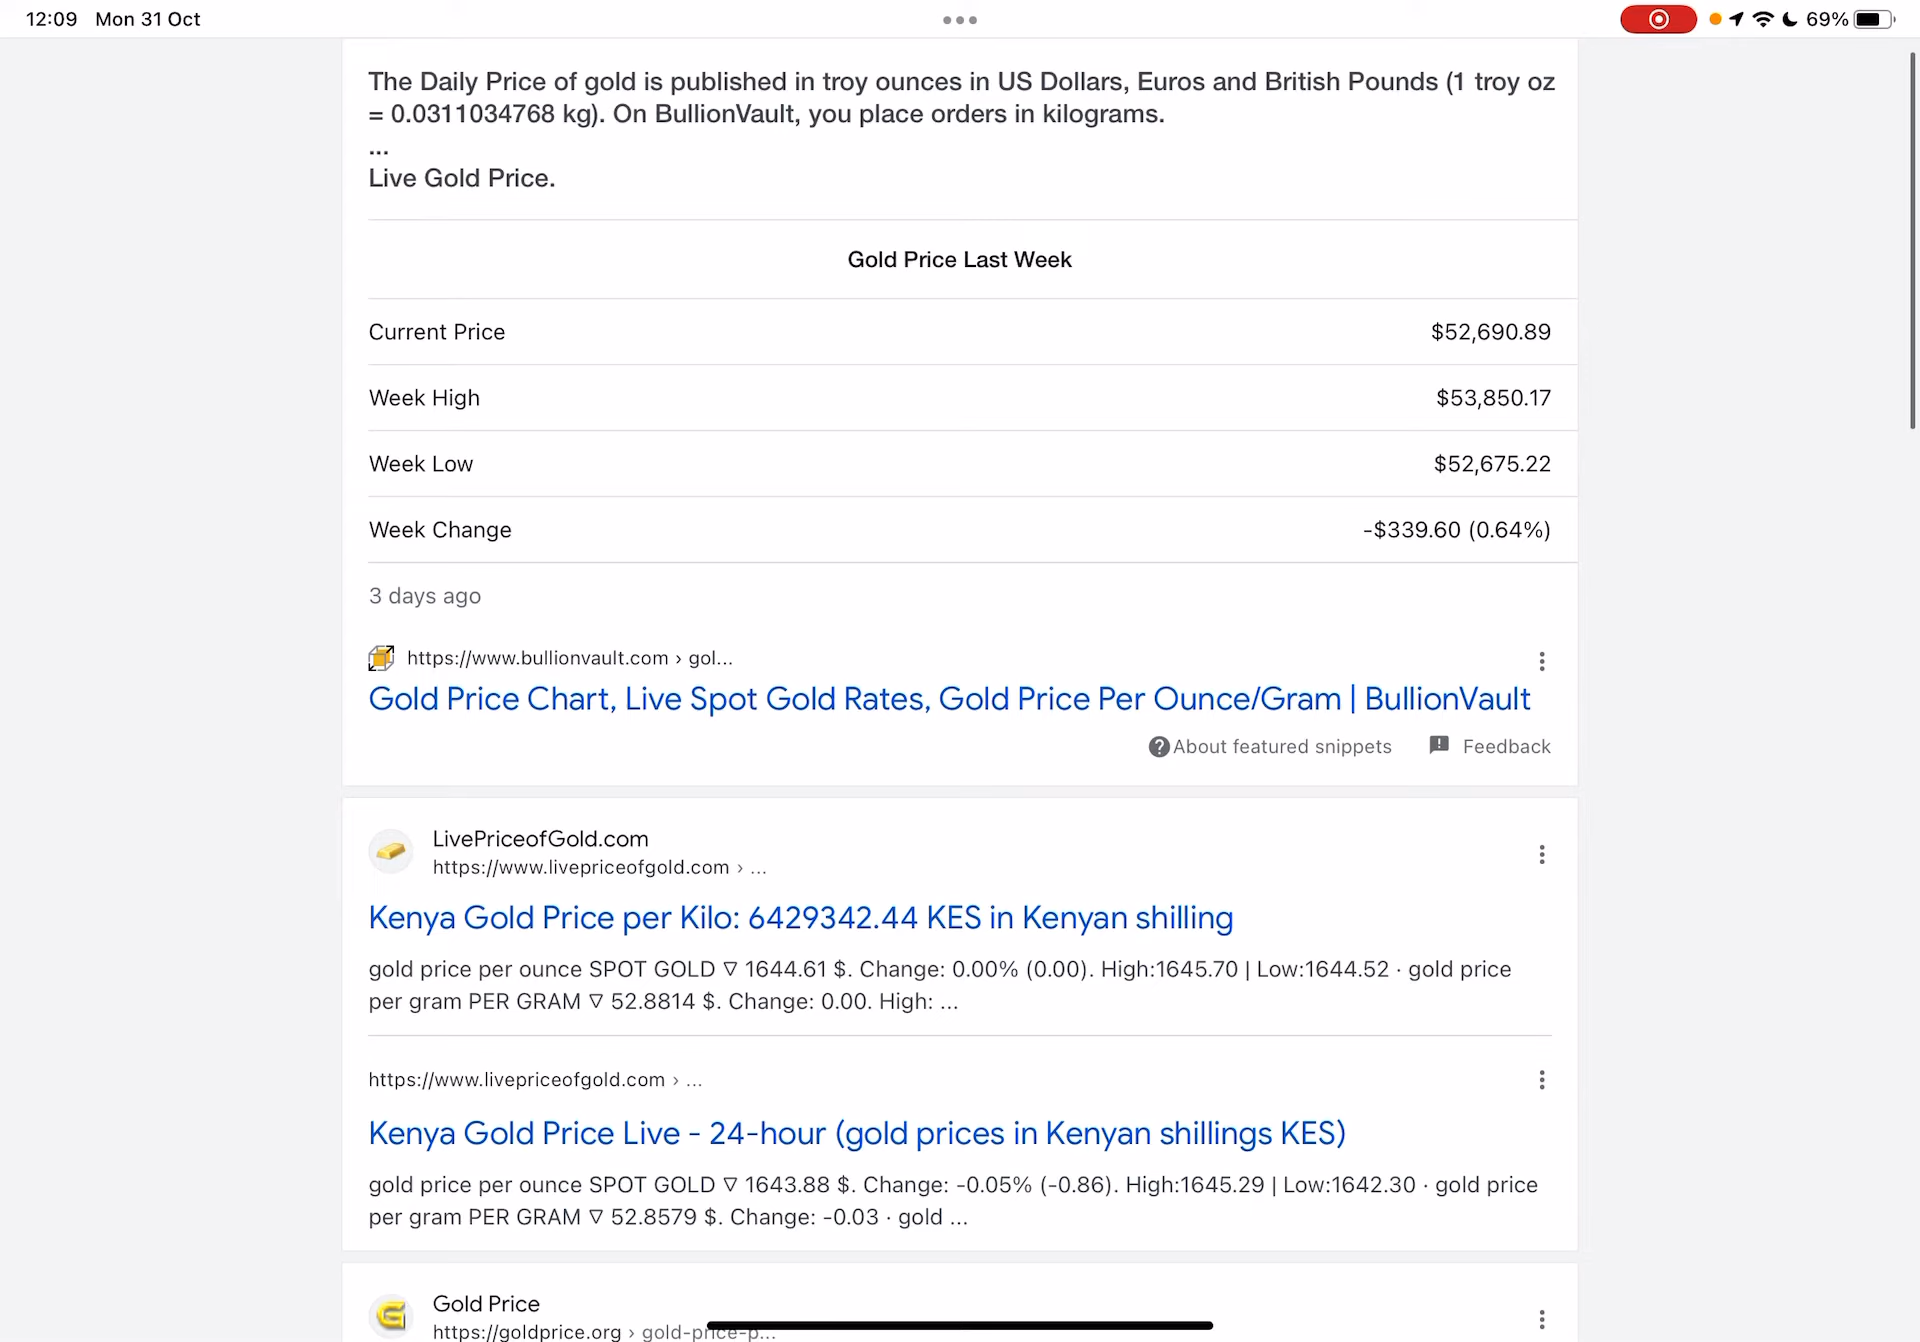 12:09 Mon 31 Oct
69%
The Daily Price of gold is published in troy ounces in US Dollars, Euros and British Pounds (1 troy oz
= 0.0311034768 kg). On BullionVault, you place orders in kilograms.
...
Live Gold Price.
Gold Price Last Week
Current Price $52,690.89
Week High $53,850.17
Week Low $52,675.22
Week Change -$339.60 (0.64%)
3 days ago
https://www.bullionvault.com › gol...
Gold Price Chart, Live Spot Gold Rates, Gold Price Per Ounce/Gram | BullionVault
About featured snippets Feedback
LivePriceofGold.com
https://www.livepriceofgold.com › ...
Kenya Gold Price per Kilo: 6429342.44 KES in Kenyan shilling
gold price per ounce SPOT GOLD ▽ 1644.61 $. Change: 0.00% (0.00). High:1645.70 | Low:1644.52 · gold price
per gram PER GRAM ▽ 52.8814 $. Change: 0.00. High: ...
https://www.livepriceofgold.com › ...
Kenya Gold Price Live - 24-hour (gold prices in Kenyan shillings KES)
gold price per ounce SPOT GOLD ▽ 1643.88 $. Change: -0.05% (-0.86). High:1645.29 | Low:1642.30 · gold price
per gram PER GRAM ▽ 52.8579 $. Change: -0.03 · gold ...
Gold Price
https://goldprice.org › gold-price-p...